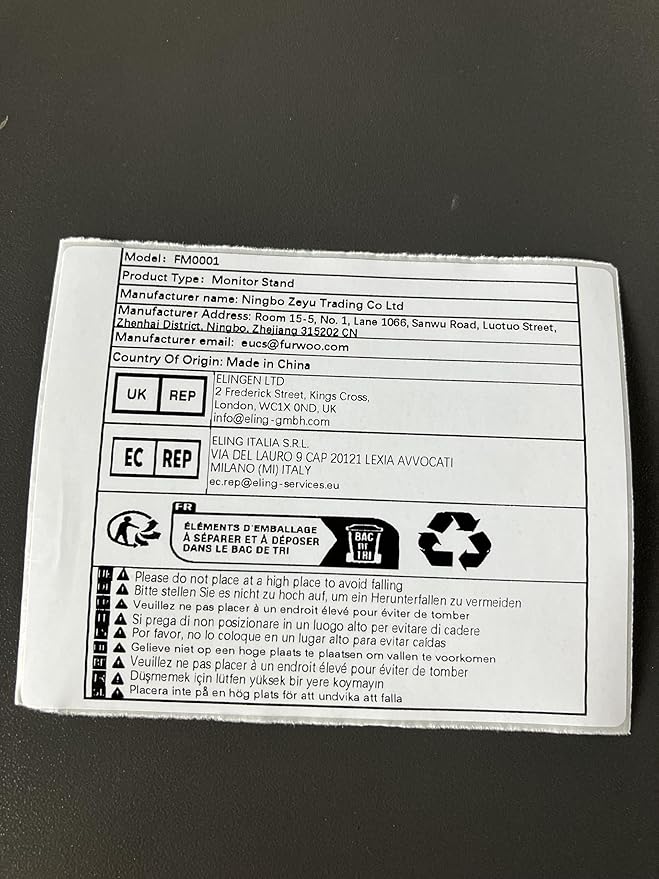 Model: FM0001
Product Type: Monitor Stand
Manufacturer name: Ningbo Zeyu Trading Co Ltd
Manufacturer Address: Room 15-5, No. 1, Lane 1066, Sanwu Road, Luotuo Street,
Zhenhai District, Ningbo, Zhejiang 315202 CN
Manufacturer email: eucs@furwoo.com
Country Of Origin: Made in China
UK REP
ELINGEN LTD
2 Frederick Street, Kings Cross,
London, WC1X 0ND, UK
info@eling-gmbh.com
EC REP
ELING ITALIA S.R.L.
VIA DEL LAURO 9 CAP 20121 LEXIA AVVOCATI
MILANO (MI) ITALY
ec.rep@eling-services.eu
FR
ÉLÉMENTS D'EMBALLAGE
À SÉPARER ET À DÉPOSER
DANS LE BAC DE TRI
BAC
DE
TRI
Please do not place at a high place to avoid falling
Bitte stellen Sie es nicht zu hoch auf, um ein Herunterfallen zu vermeiden
Veuillez ne pas placer à un endroit élevé pour éviter de tomber
Si prega di non posizionare in un luogo alto per evitare di cadere
Por favor, no lo coloque en un lugar alto para evitar caídas
Gelieve niet op een hoge plaats te plaatsen om vallen te voorkomen
Veuillez ne pas placer à un endroit élevé pour éviter de tomber
Düşmemek için lütfen yüksek bir yere koymayın
Placera inte på en hög plats för att undvika att falla